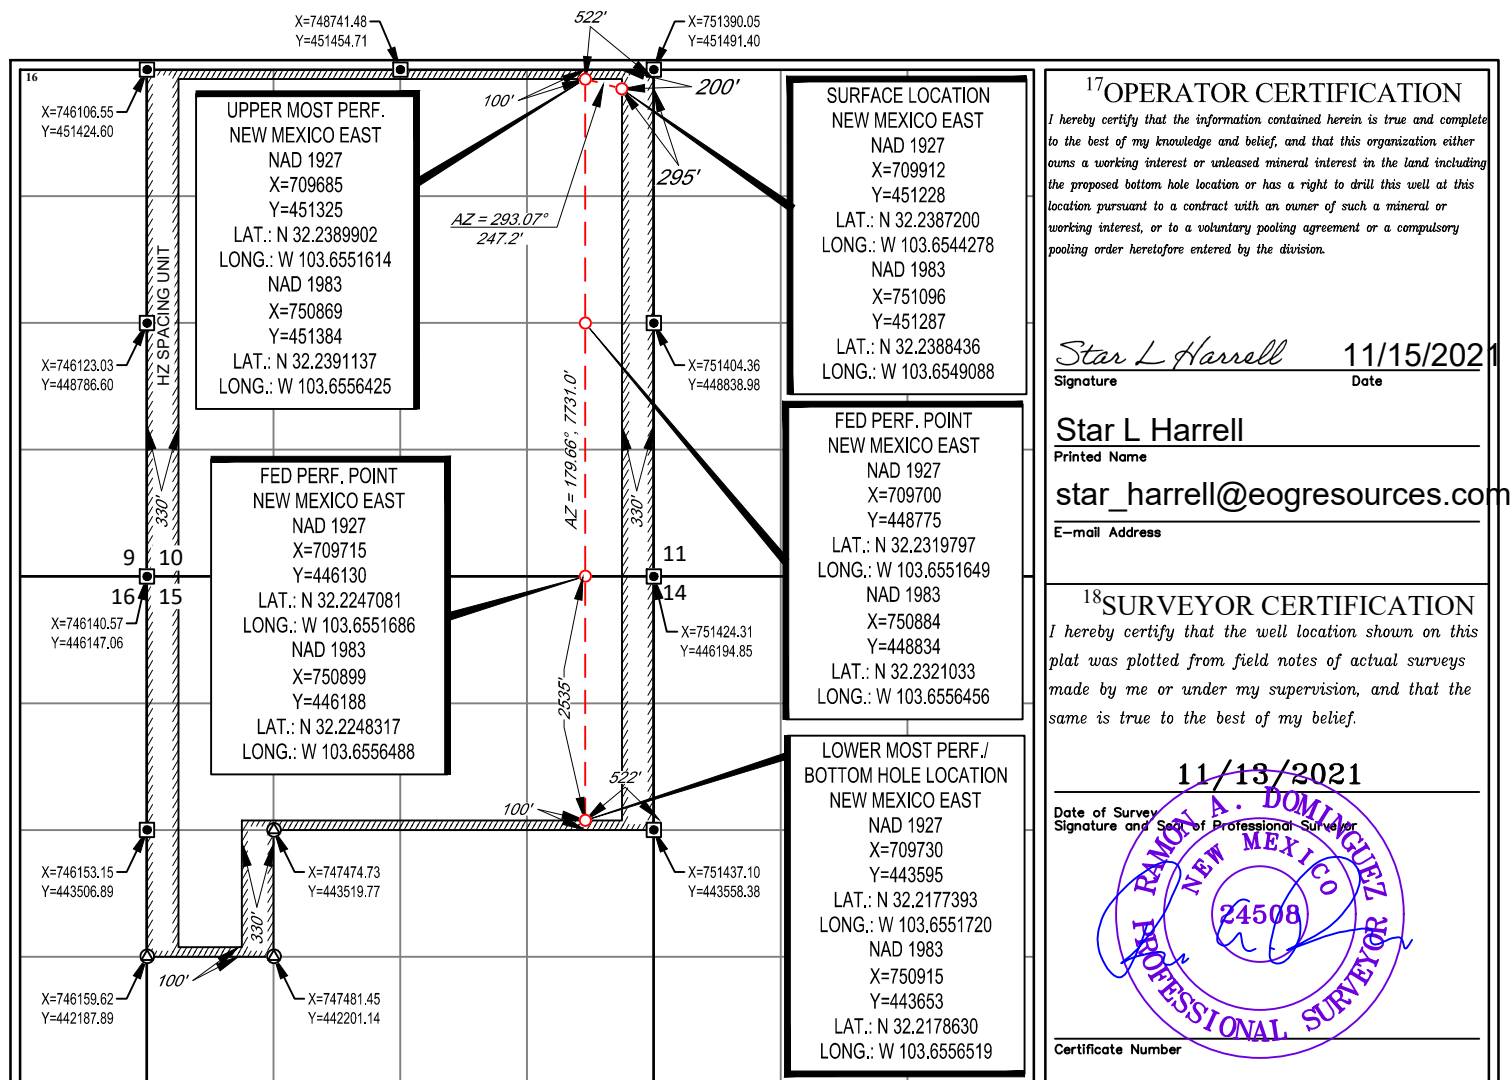 X=748741.48
Y=451454.71
522'
X=751390.05
Y=451491.40
16
X=746106.55
Y=451424.60
100'
200'
295'
AZ = 293.07°
247.2'
UPPER MOST PERF.
NEW MEXICO EAST
NAD 1927
X=709685
Y=451325
LAT.: N 32.2389902
LONG.: W 103.6551614
NAD 1983
X=750869
Y=451384
LAT.: N 32.2391137
LONG.: W 103.6556425
SURFACE LOCATION
NEW MEXICO EAST
NAD 1927
X=709912
Y=451228
LAT.: N 32.2387200
LONG.: W 103.6544278
NAD 1983
X=751096
Y=451287
LAT.: N 32.2388436
LONG.: W 103.6549088
HZ SPACING UNIT
X=746123.03
Y=448786.60
X=751404.36
Y=448838.98
AZ = 179.66°, 7731.0'
330'
330'
FED PERF. POINT
NEW MEXICO EAST
NAD 1927
X=709700
Y=448775
LAT.: N 32.2319797
LONG.: W 103.6551649
NAD 1983
X=750884
Y=448834
LAT.: N 32.2321033
LONG.: W 103.6556456
FED PERF. POINT
NEW MEXICO EAST
NAD 1927
X=709715
Y=446130
LAT.: N 32.2247081
LONG.: W 103.6551686
NAD 1983
X=750899
Y=446188
LAT.: N 32.2248317
LONG.: W 103.6556488
9 10
16 15
11
14
X=746140.57
Y=446147.06
X=751424.31
Y=446194.85
2535'
522'
100'
LOWER MOST PERF./
BOTTOM HOLE LOCATION
NEW MEXICO EAST
NAD 1927
X=709730
Y=443595
LAT.: N 32.2177393
LONG.: W 103.6551720
NAD 1983
X=750915
Y=443653
LAT.: N 32.2178630
LONG.: W 103.6556519
X=746153.15
Y=443506.89
X=747474.73
Y=443519.77
X=751437.10
Y=443558.38
330'
100'
X=746159.62
Y=442187.89
X=747481.45
Y=442201.14
17OPERATOR CERTIFICATION
I hereby certify that the information contained herein is true and complete
to the best of my knowledge and belief, and that this organization either
owns a working interest or unleased mineral interest in the land including
the proposed bottom hole location or has a right to drill this well at this
location pursuant to a contract with an owner of such a mineral or
working interest, or to a voluntary pooling agreement or a compulsory
pooling order heretofore entered by the division.
Star L Harrell 11/15/2021
Signature Date
Star L Harrell
Printed Name
star_harrell@eogresources.com
E-mail Address
18SURVEYOR CERTIFICATION
I hereby certify that the well location shown on this
plat was plotted from field notes of actual surveys
made by me or under my supervision, and that the
same is true to the best of my belief.
11/13/2021
Date of Survey
Signature and Seal of Professional Surveyor
RAMON A. DOMINGUEZ
NEW MEXICO
24508
PROFESSIONAL SURVEYOR
Certificate Number